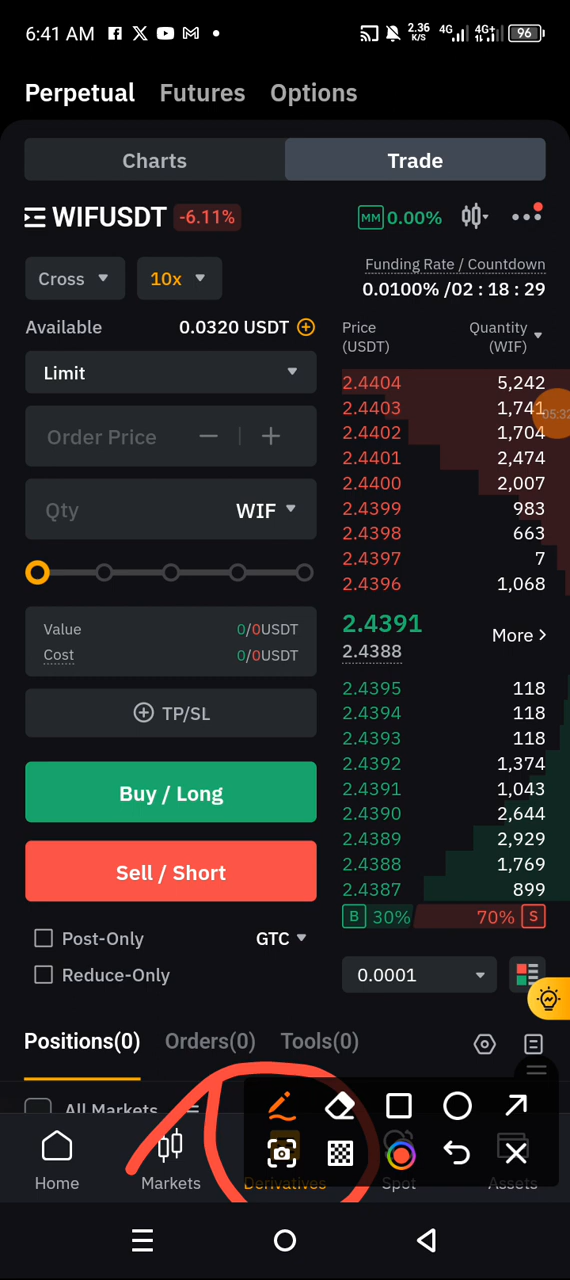 6:41 AM 2.36 K/S 4G 4G+ 96
Perpetual Futures Options
Charts Trade
WIFUSDT -6.11% MM 0.00%
Cross 10x Funding Rate / Countdown
0.0100% /02 : 18 : 29
Available 0.0320 USDT Price (USDT) Quantity (WIF)
Limit
2.4404 5,242
Order Price 2.4403 1,741 05:32
2.4402 1,704
2.4401 2,474
Qty WIF 2.4400 2,007
2.4399 983
2.4398 663
2.4397 7
2.4396 1,068
Value 0/0USDT 2.4391 More >
Cost 0/0USDT 2.4388
2.4395 118
TP/SL 2.4394 118
2.4393 118
2.4392 1,374
Buy / Long 2.4391 1,043
2.4390 2,644
2.4389 2,929
Sell / Short 2.4388 1,769
2.4387 899
B 30% 70% S
Post-Only GTC
Reduce-Only 0.0001
Positions(0) Orders(0) Tools(0)
All Markets
Home Markets Derivatives Spot Assets